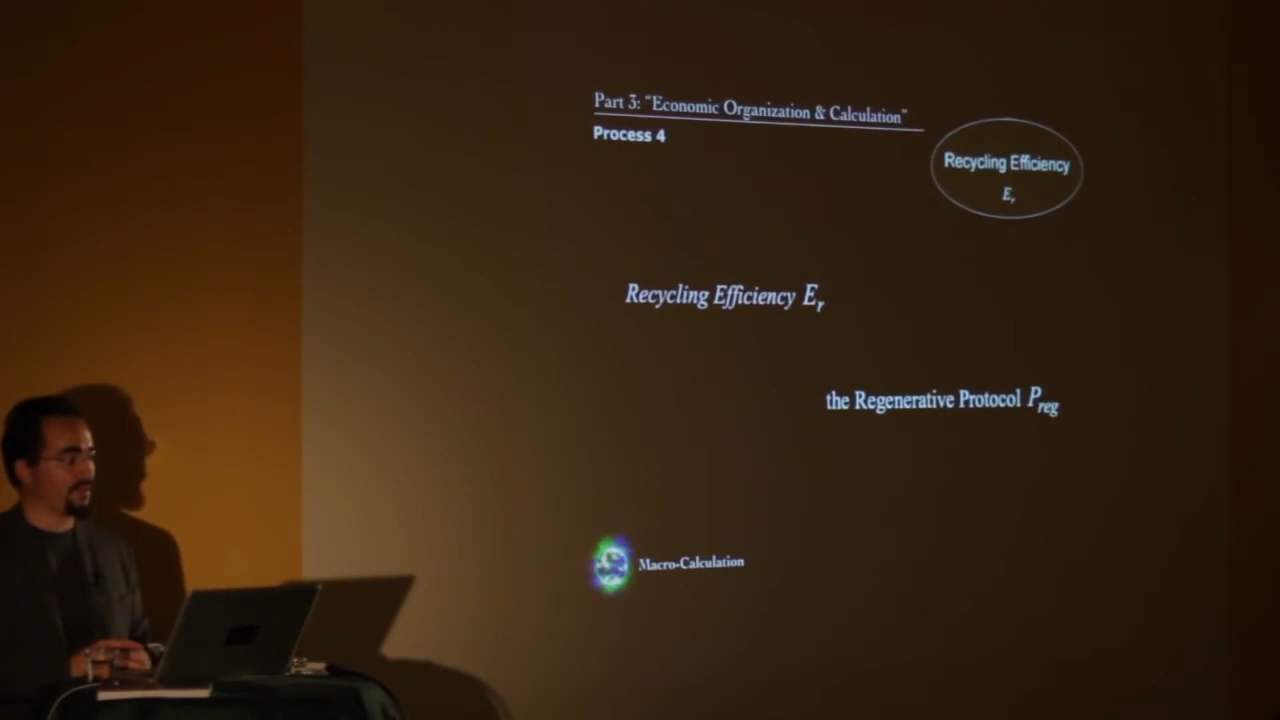 Part 3: "Economic Organization & Calculation"
Process 4
Recycling Efficiency
Er
Recycling Efficiency Er
the Regenerative Protocol Preg
Macro-Calculation